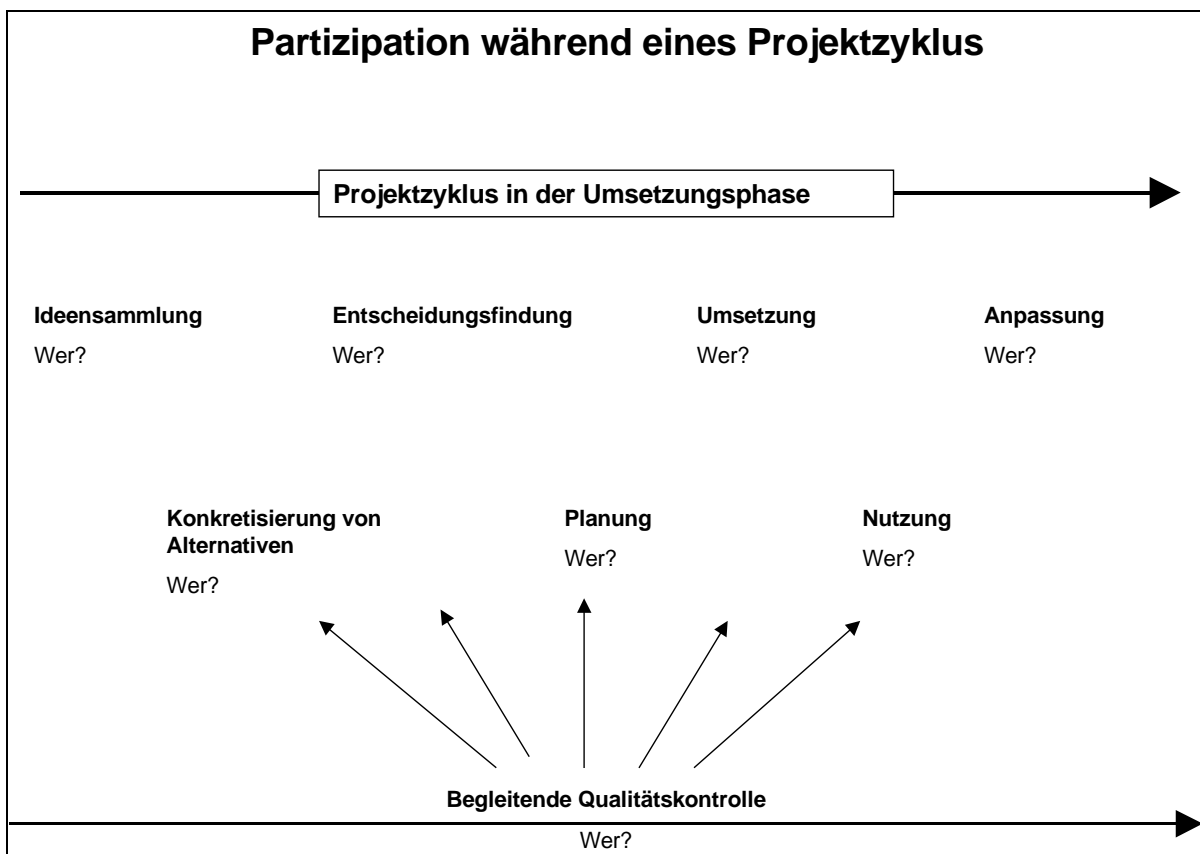 Partizipation während eines Projektzyklus
Projektzyklus in der Umsetzungsphase
Ideensammlung
Wer?
Entscheidungsfindung
Wer?
Umsetzung
Wer?
Anpassung
Wer?
Konkretisierung von
Alternativen
Wer?
Planung
Wer?
Nutzung
Wer?
Begleitende Qualitätskontrolle
Wer?